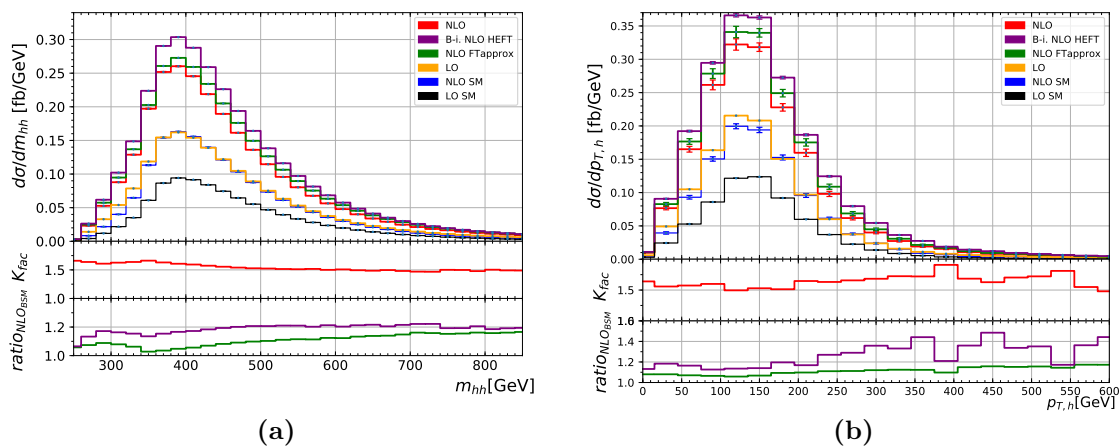 dσ/dm_hh [fb/GeV]
0.30
0.25
0.20
0.15
0.10
0.05
0.00
NLO
B-i. NLO HEFT
NLO FTapprox
LO
NLO SM
LO SM
K_fac
1.5
1.0
ratio_NLO_BSM
1.2
1.0
300 400 500 600 700 800
m_hh[GeV]
(a)
dσ/dp_T,h [fb/GeV]
0.35
0.30
0.25
0.20
0.15
0.10
0.05
0.00
NLO
B-i. NLO HEFT
NLO FTapprox
LO
NLO SM
LO SM
K_fac
1.5
ratio_NLO_BSM
1.4
1.2
1.0
0 50 100 150 200 250 300 350 400 450 500 550 600
p_T,h[GeV]
(b)